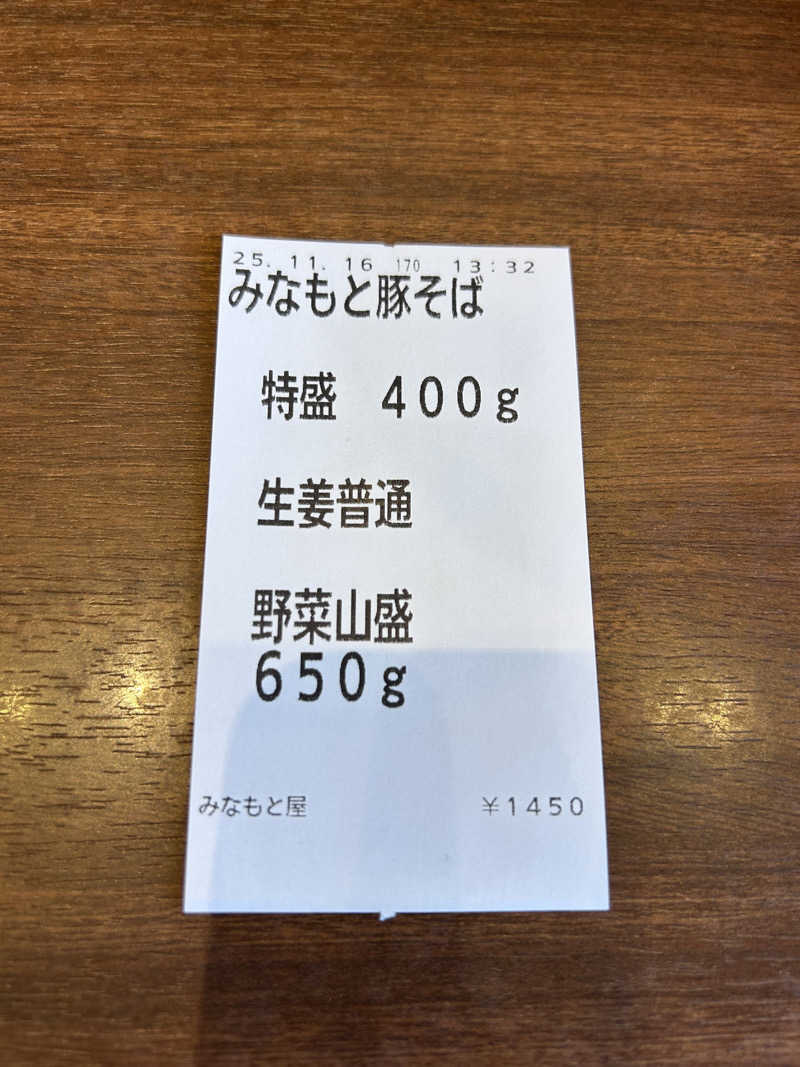 25.11.16 170 13:32
みなもと豚そば
特盛 400g
生姜普通
野菜山盛
650g
みなもと屋 ¥1450